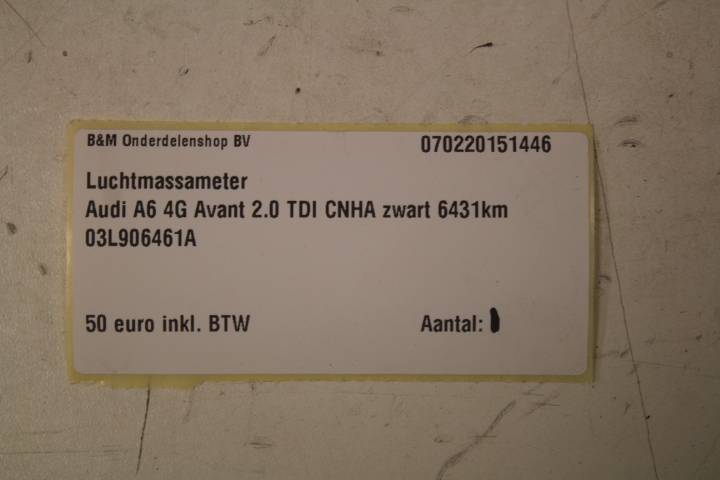 B&M Onderdelenshop BV 070220151446
Luchtmassameter
Audi A6 4G Avant 2.0 TDI CNHA zwart 6431km
03L906461A
50 euro inkl. BTW Aantal: 1